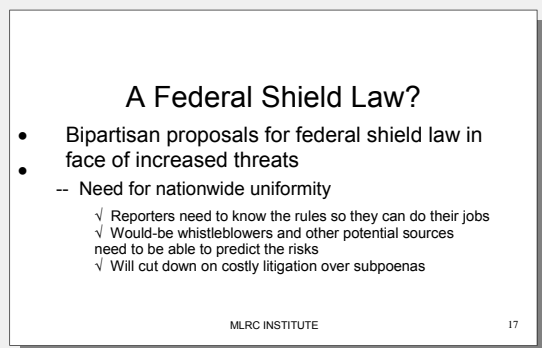 A Federal Shield Law?
• Bipartisan proposals for federal shield law in
face of increased threats
•
-- Need for nationwide uniformity
√ Reporters need to know the rules so they can do their jobs
√ Would-be whistleblowers and other potential sources
need to be able to predict the risks
√ Will cut down on costly litigation over subpoenas
MLRC INSTITUTE 17